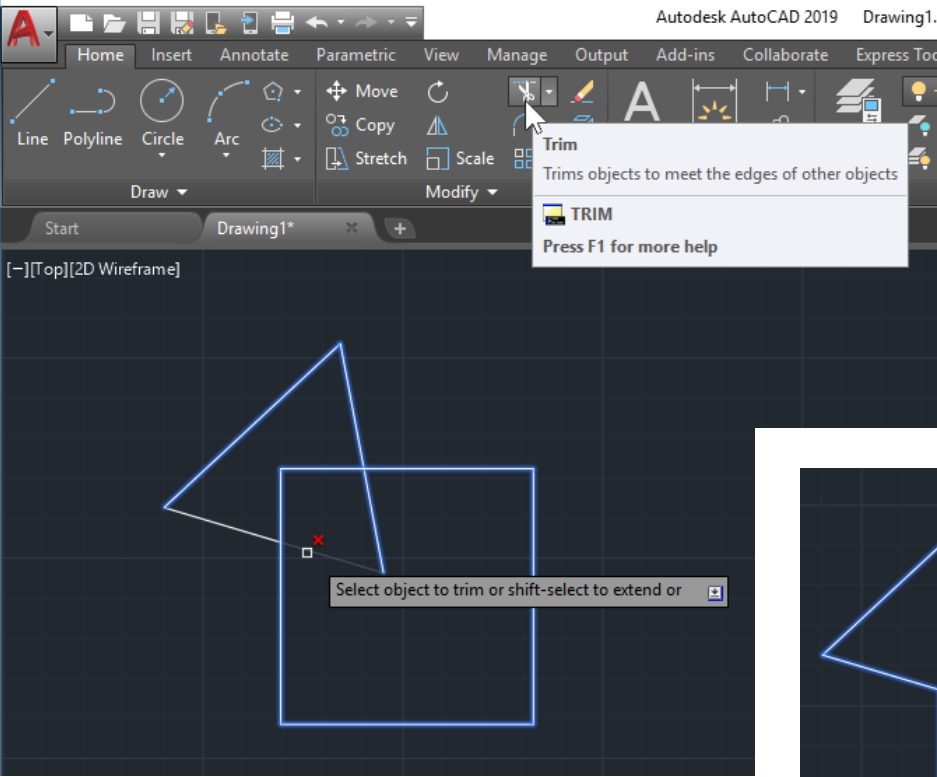 Autodesk AutoCAD 2019 Drawing1.
Home Insert Annotate Parametric View Manage Output Add-ins Collaborate Express Too
Line Polyline Circle Arc
Move
Copy
Stretch Scale
A
Draw Modify
Trim
Trims objects to meet the edges of other objects
TRIM
Press F1 for more help
Start Drawing1*
[−][Top][2D Wireframe]
Select object to trim or shift-select to extend or